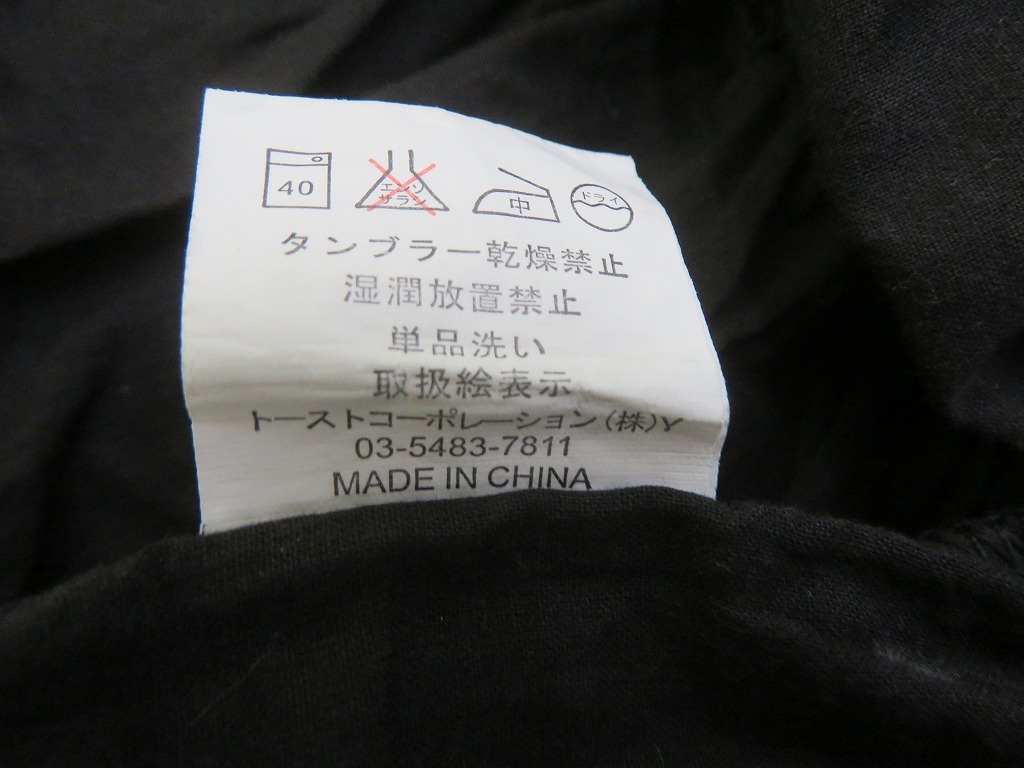 40 エンソ サラシ 中 ドライ
タンブラー乾燥禁止
湿潤放置禁止
単品洗い
取扱絵表示
トーストコーポレーション(株)Y
03-5483-7811
MADE IN CHINA